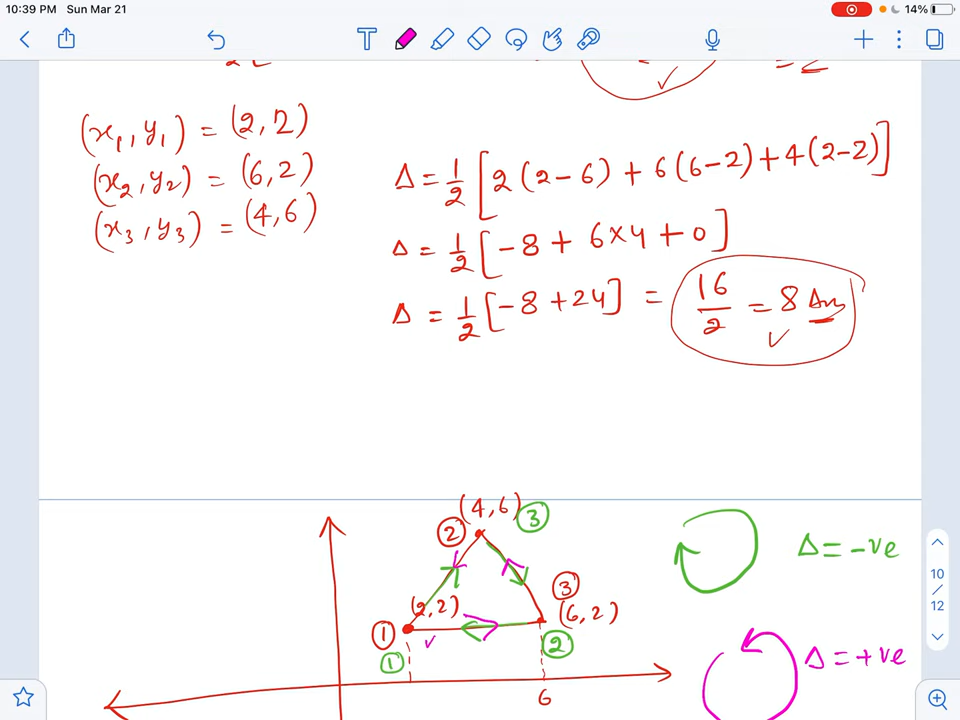 10:39 PM Sun Mar 21
14%
T
(x₁, y₁) = (2, 2)
(x₂, y₂) = (6, 2)
(x₃, y₃) = (4, 6)
Δ = 1/2 [2(2-6) + 6(6-2) + 4(2-2)]
Δ = 1/2 [-8 + 6×4 + 0]
Δ = 1/2 [-8 + 24] = 16/2 = 8 Ans
(4, 6) ③
②
③
(2, 2)
(6, 2)
①
①
②
6
Δ = -ve
Δ = +ve
10
/
12